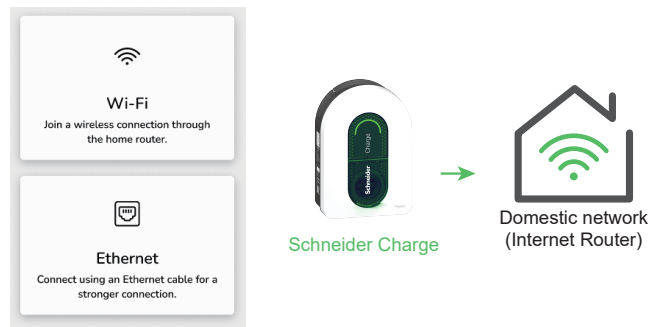 Wi-Fi
Join a wireless connection through
the home router.
Ethernet
Connect using an Ethernet cable for a
stronger connection.
Charge
Schneider
Schneider Charge
Domestic network
(Internet Router)